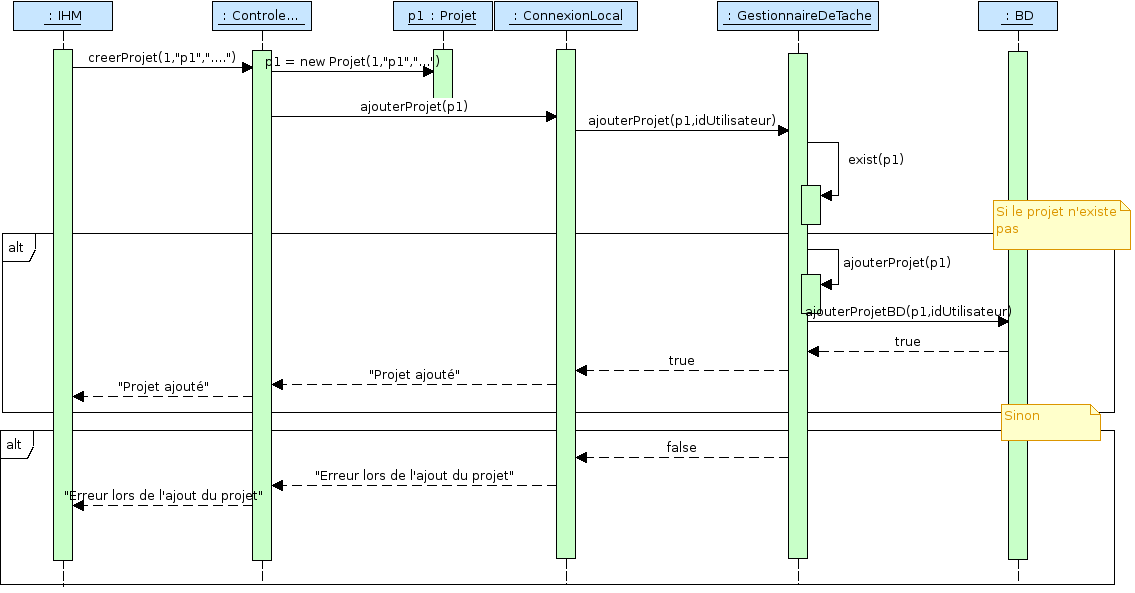 : IHM
: Controle...
p1 : Projet
: ConnexionLocal
: GestionnaireDeTache
: BD
creerProjet(1,"p1","....")
p1 = new Projet(1,"p1","...")
ajouterProjet(p1)
ajouterProjet(p1,idUtilisateur)
exist(p1)
Si le projet n'existe
pas
alt
ajouterProjet(p1)
ajouterProjetBD(p1,idUtilisateur)
true
true
"Projet ajouté"
"Projet ajouté"
Sinon
alt
false
"Erreur lors de l'ajout du projet"
"Erreur lors de l'ajout du projet"